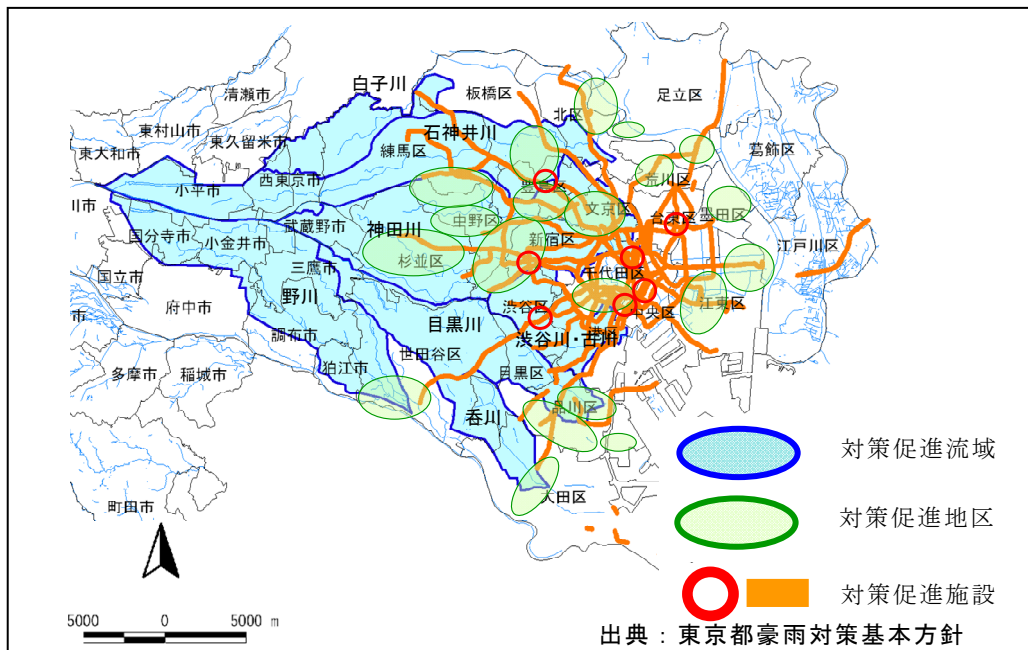 白子川
板橋区
足立区
清瀬市
北区
東村山市
東久留米市
石神井川
葛飾区
東大和市
練馬区
荒川区
西東京市
豊島区
小平市
文京区
台東区
墨田区
川市
中野区
武蔵野市
神田川
新宿区
国分寺市
小金井市
江戸川区
杉並区
千代田区
三鷹市
国立市
野川
渋谷区
江東区
府中市
中央区
市
目黒川
渋谷川・古川
港区
調布市
世田谷区
狛江市
目黒区
多摩市
稲城市
品川区
呑川
対策促進流域
大田区
町田市
対策促進地区
対策促進施設
5000 0 5000 m
出典：東京都豪雨対策基本方針